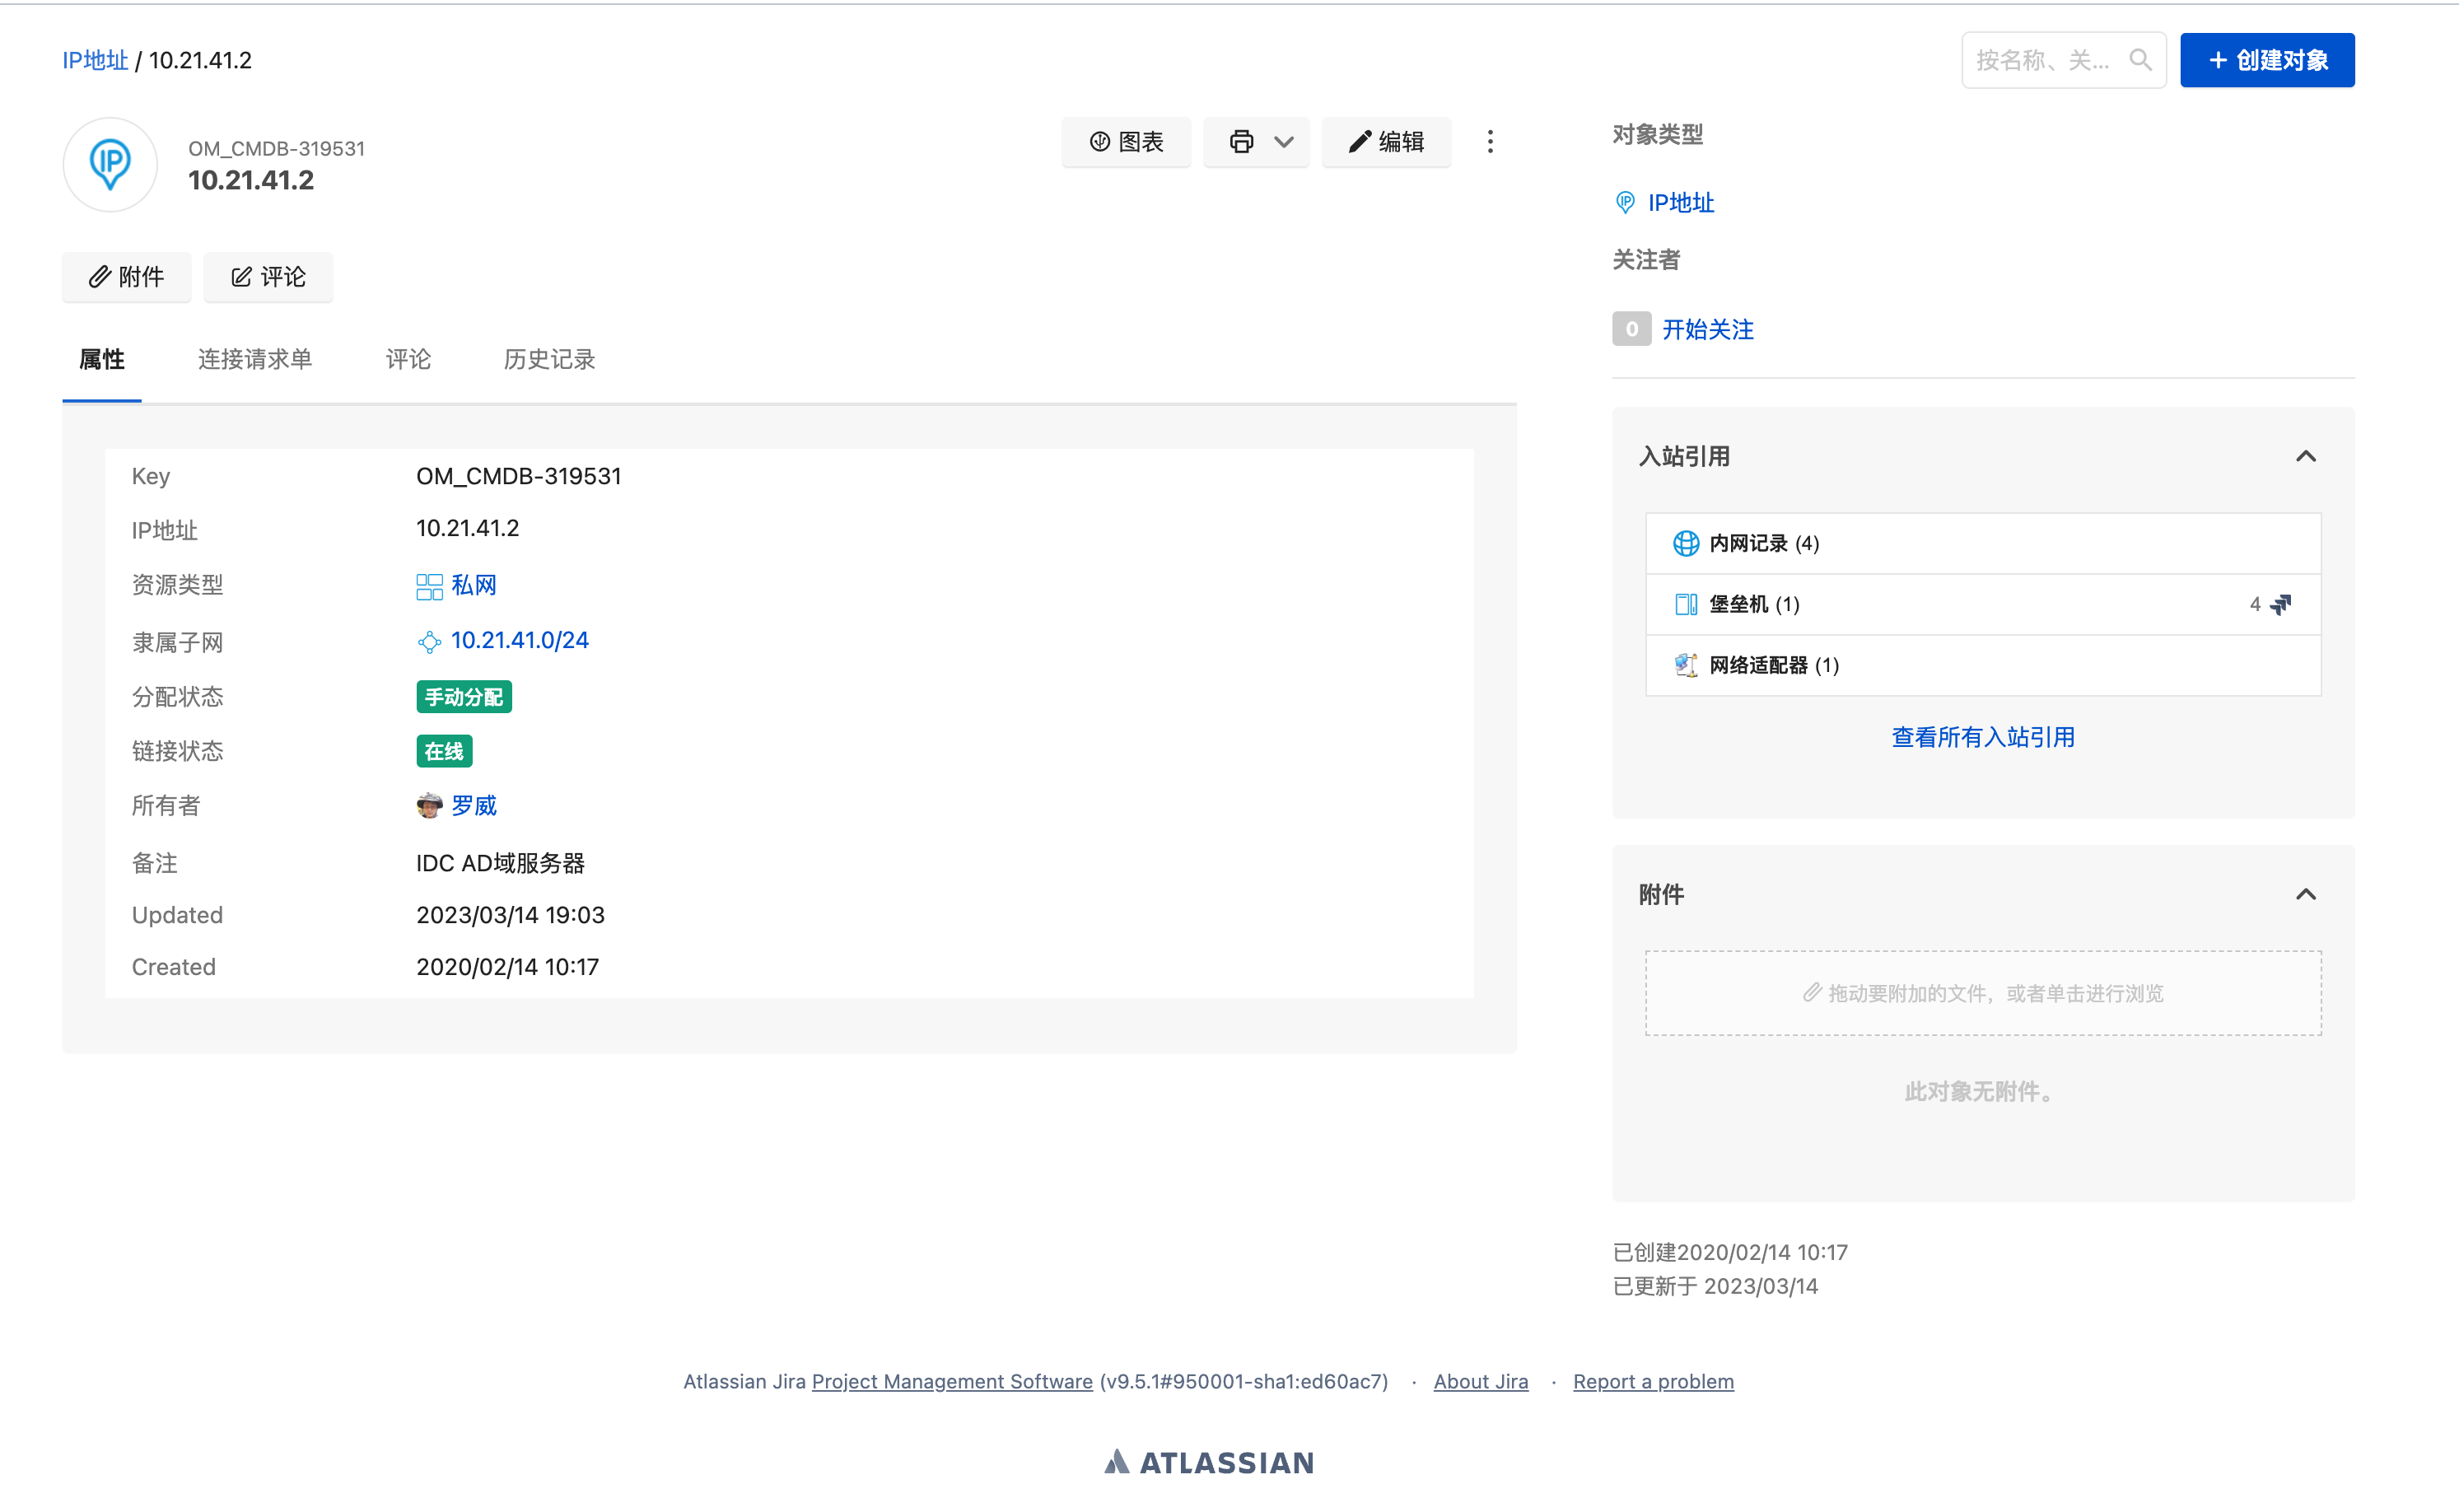 IP地址 / 10.21.41.2
按名称、关...
+ 创建对象
OM_CMDB-319531
10.21.41.2
图表
编辑
附件
评论
属性
连接请求单
评论
历史记录
Key OM_CMDB-319531
IP地址 10.21.41.2
资源类型 私网
隶属子网 10.21.41.0/24
分配状态 手动分配
链接状态 在线
所有者 罗威
备注 IDC AD域服务器
Updated 2023/03/14 19:03
Created 2020/02/14 10:17
对象类型
IP地址
关注者
0 开始关注
入站引用
内网记录 (4)
堡垒机 (1) 4
网络适配器 (1)
查看所有入站引用
附件
拖动要附加的文件，或者单击进行浏览
此对象无附件。
已创建2020/02/14 10:17
已更新于 2023/03/14
Atlassian Jira Project Management Software (v9.5.1#950001-sha1:ed60ac7) · About Jira · Report a problem
ATLASSIAN